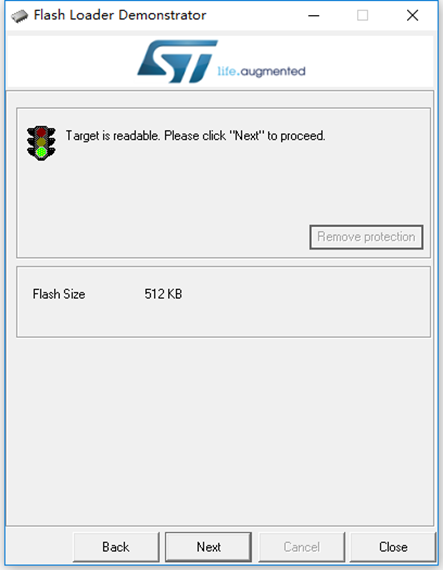 Flash Loader Demonstrator
ST
life.augmented
Target is readable. Please click "Next" to proceed.
Remove protection
Flash Size 512 KB
Back Next Cancel Close